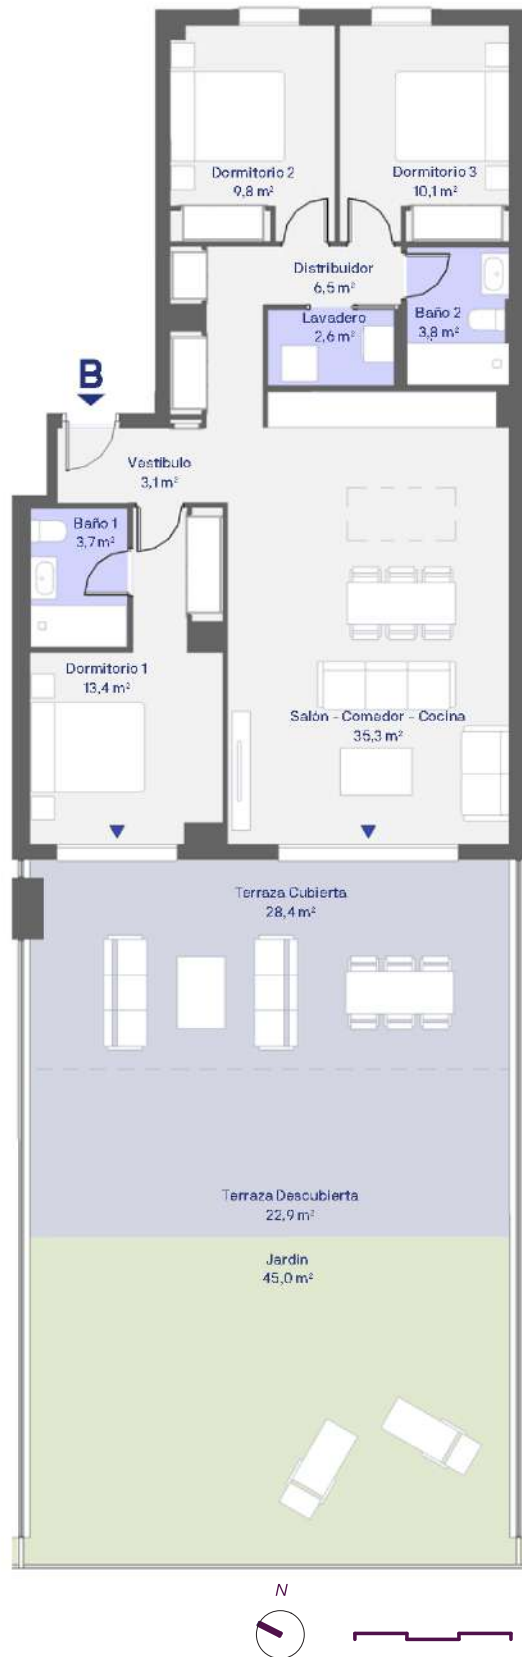 Dormitorio 2
9,8 m²
Dormitorio 3
10,1 m²
Distribuidor
6,5 m²
Lavadero
2,6 m²
Baño 2
3,8 m²
B
Vestíbulo
3,1 m²
Baño 1
3,7 m²
Dormitorio 1
13,4 m²
Salón - Comedor - Cocina
35,3 m²
Terraza Cubierta
28,4 m²
Terraza Descubierta
22,9 m²
Jardín
45,0 m²
N